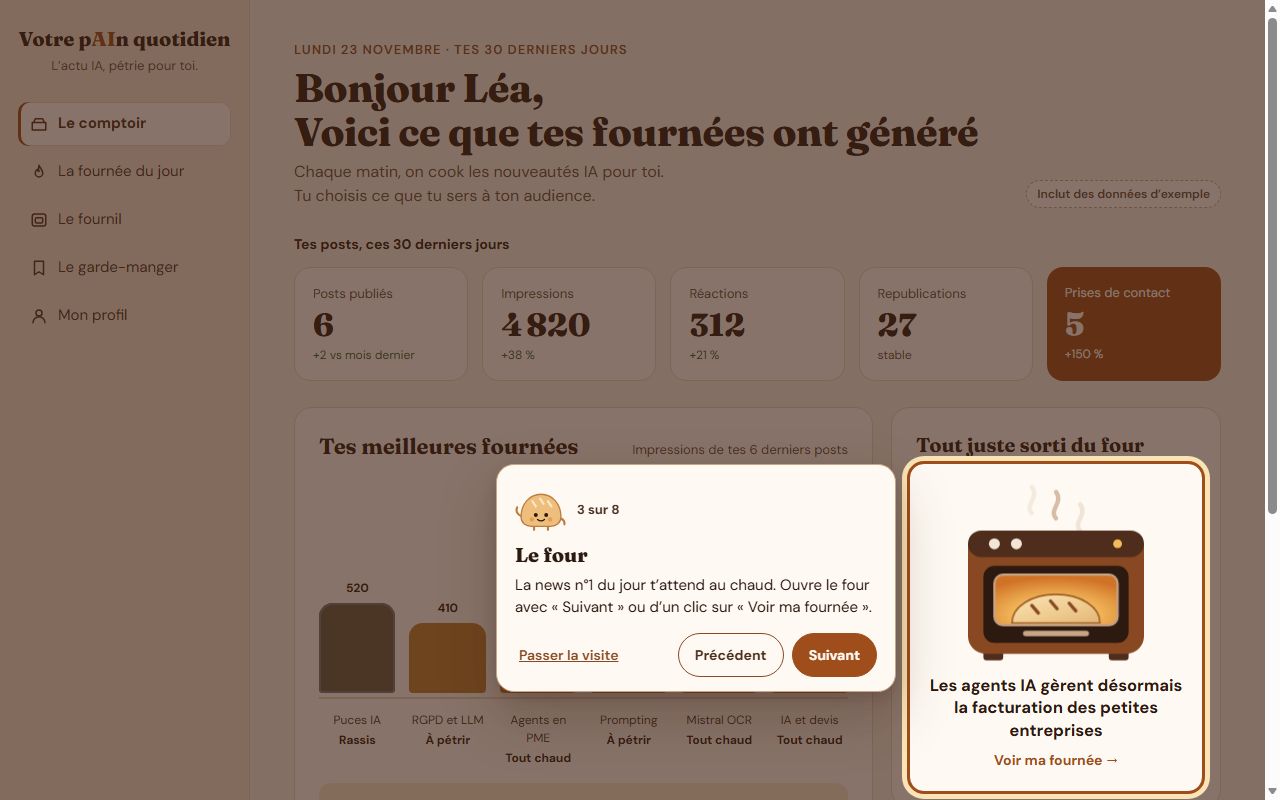 Votre pAIn quotidien
L'actu IA, pétrie pour toi.
Le comptoir
La fournée du jour
Le fournil
Le garde-manger
Mon profil
LUNDI 23 NOVEMBRE · TES 30 DERNIERS JOURS
Bonjour Léa,
Voici ce que tes fournées ont généré
Chaque matin, on cook les nouveautés IA pour toi.
Tu choisis ce que tu sers à ton audience.
Inclut des données d'exemple
Tes posts, ces 30 derniers jours
Posts publiés
6
+2 vs mois dernier
Impressions
4 820
+38 %
Réactions
312
+21 %
Republications
27
stable
Prises de contact
5
+150 %
Tes meilleures fournées
Impressions de tes 6 derniers posts
520
410
Puces IA
Rassis
RGPD et LLM
À pétrir
Agents en
PME
Tout chaud
Prompting
À pétrir
Mistral OCR
Tout chaud
IA et devis
Tout chaud
3 sur 8
Le four
La news n°1 du jour t'attend au chaud. Ouvre le four
avec « Suivant » ou d'un clic sur « Voir ma fournée ».
Passer la visite
Précédent
Suivant
Tout juste sorti du four
Les agents IA gèrent désormais
la facturation des petites
entreprises
Voir ma fournée →